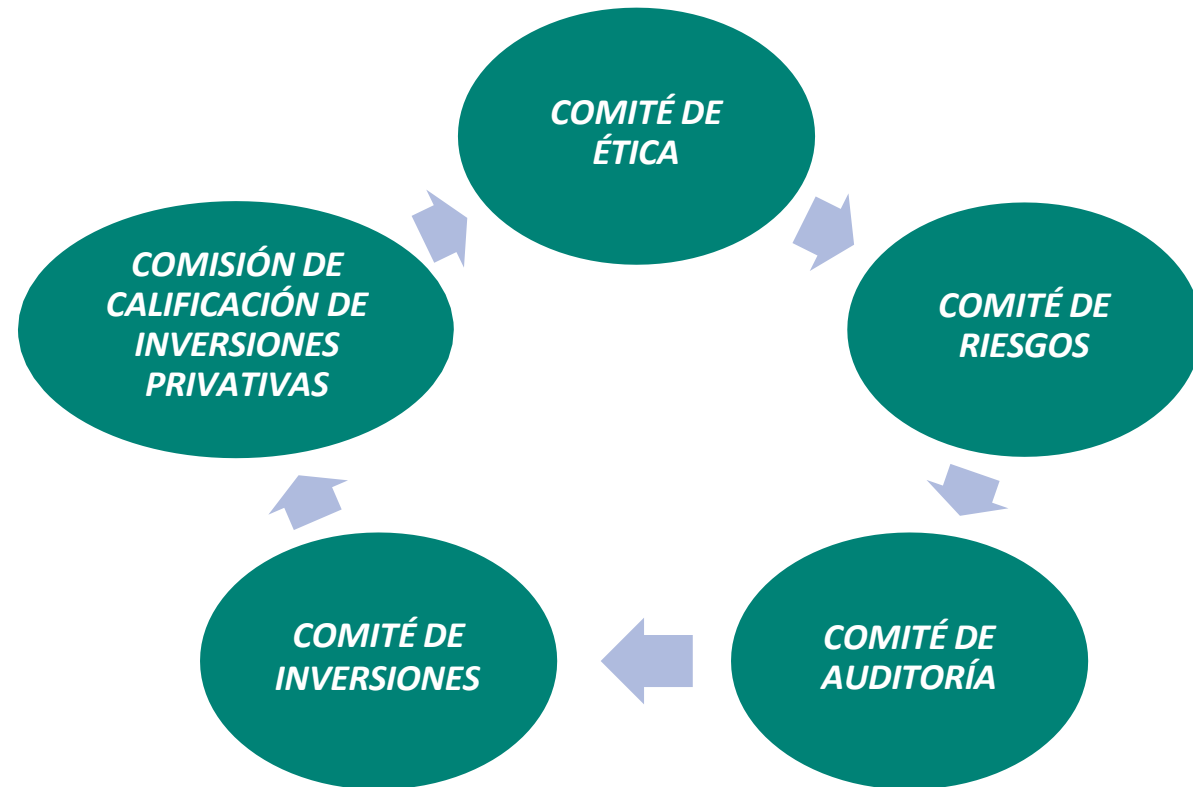 COMITÉ DE
ÉTICA
COMISIÓN DE
CALIFICACIÓN DE
INVERSIONES
PRIVATIVAS
COMITÉ DE
RIESGOS
COMITÉ DE
INVERSIONES
COMITÉ DE
AUDITORÍA